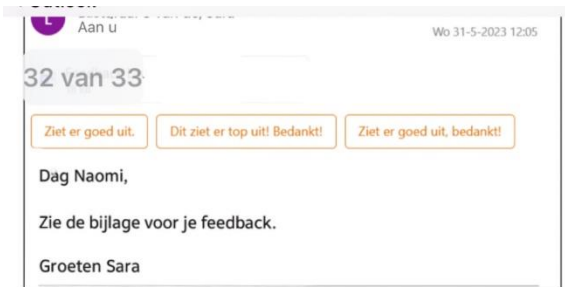 Aan u
Wo 31-5-2023 12:05
32 van 33
Ziet er goed uit.
Dit ziet er top uit! Bedankt!
Ziet er goed uit, bedankt!
Dag Naomi,
Zie de bijlage voor je feedback.
Groeten Sara